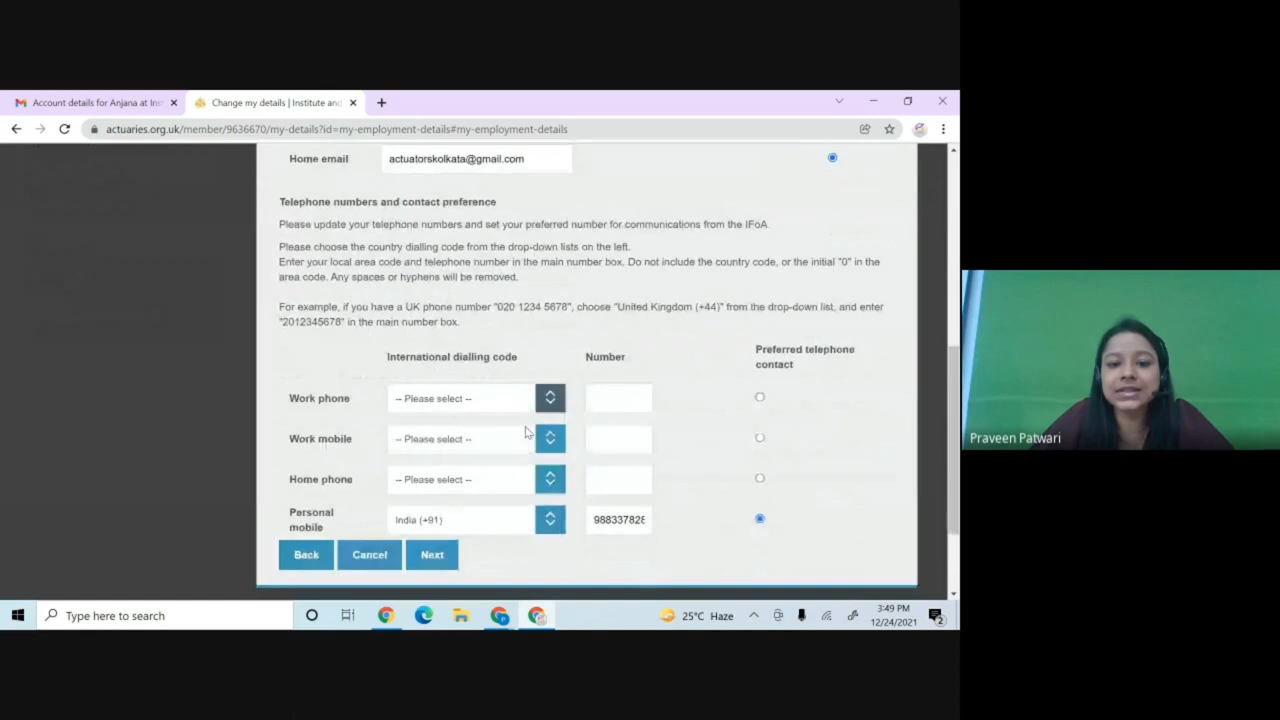 Account details for Anjana at Ins
Change my details | Institute and
actuaries.org.uk/member/9636670/my-details?id=my-employment-details#my-employment-details
Home email
actuatorskolkata@gmail.com
Telephone numbers and contact preference
Please update your telephone numbers and set your preferred number for communications from the IFoA
Please choose the country dialling code from the drop-down lists on the left.
Enter your local area code and telephone number in the main number box. Do not include the country code, or the initial "0" in the
area code. Any spaces or hyphens will be removed.
For example, if you have a UK phone number "020 1234 5678", choose "United Kingdom (+44)" from the drop-down list, and enter
"2012345678" in the main number box.
International dialling code
Number
Preferred telephone
contact
Work phone
-- Please select --
Work mobile
-- Please select --
Home phone
-- Please select --
Personal
mobile
India (+91)
988337828
Back
Cancel
Next
Praveen Patwari
Type here to search
25°C Haze
3:49 PM
12/24/2021
2